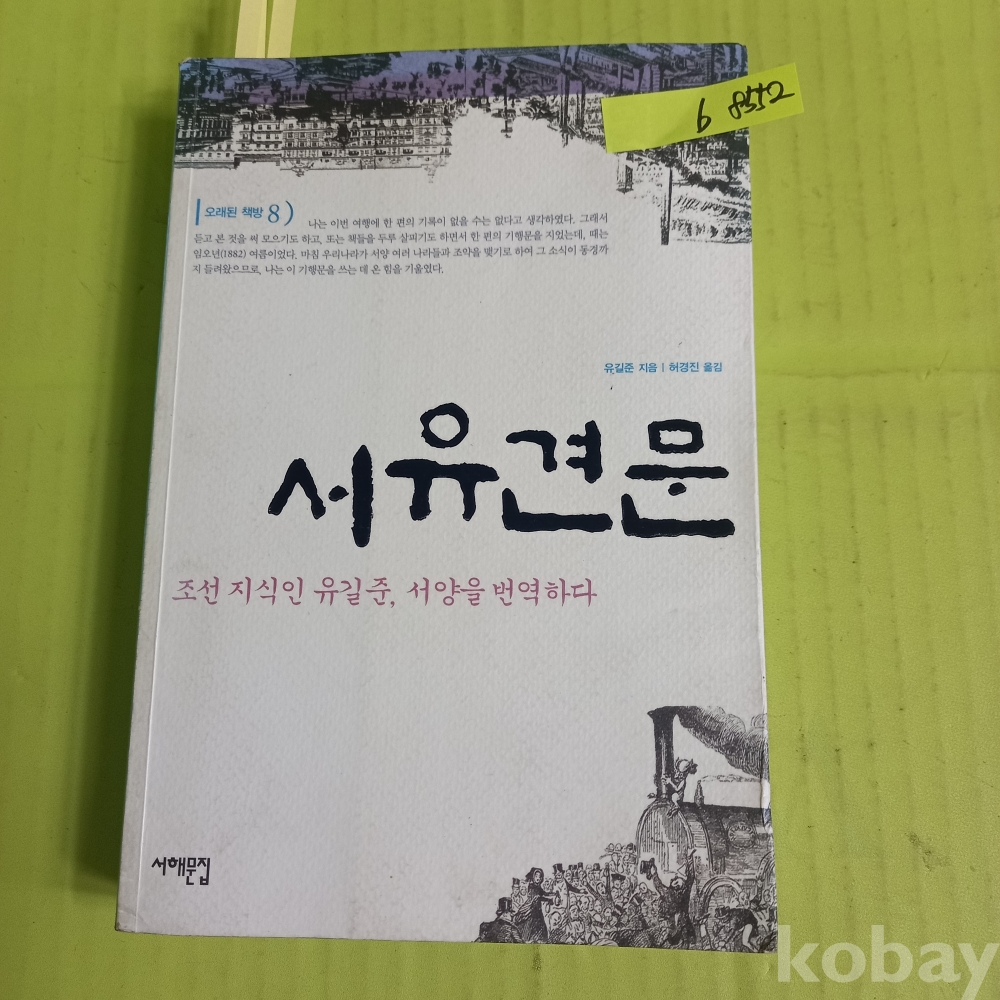 6 8552
오래된 책방 8)
나는 이번 여행에 한 편의 기록이 없을 수는 없다고 생각하였다. 그래서
듣고 본 것을 써 모으기도 하고, 또는 책들을 두루 살피기도 하면서 한 편의 기행문을 지었는데, 때는
임오년(1882) 여름이었다. 마침 우리나라가 서양 여러 나라들과 조약을 맺기로 하여 그 소식이 동경까
지 들려왔으므로, 나는 이 기행문을 쓰는 데 온 힘을 기울였다.
유길준 지음 | 허경진 옮김
서유견문
조선 지식인 유길준, 서양을 번역하다
서해문집
kobay